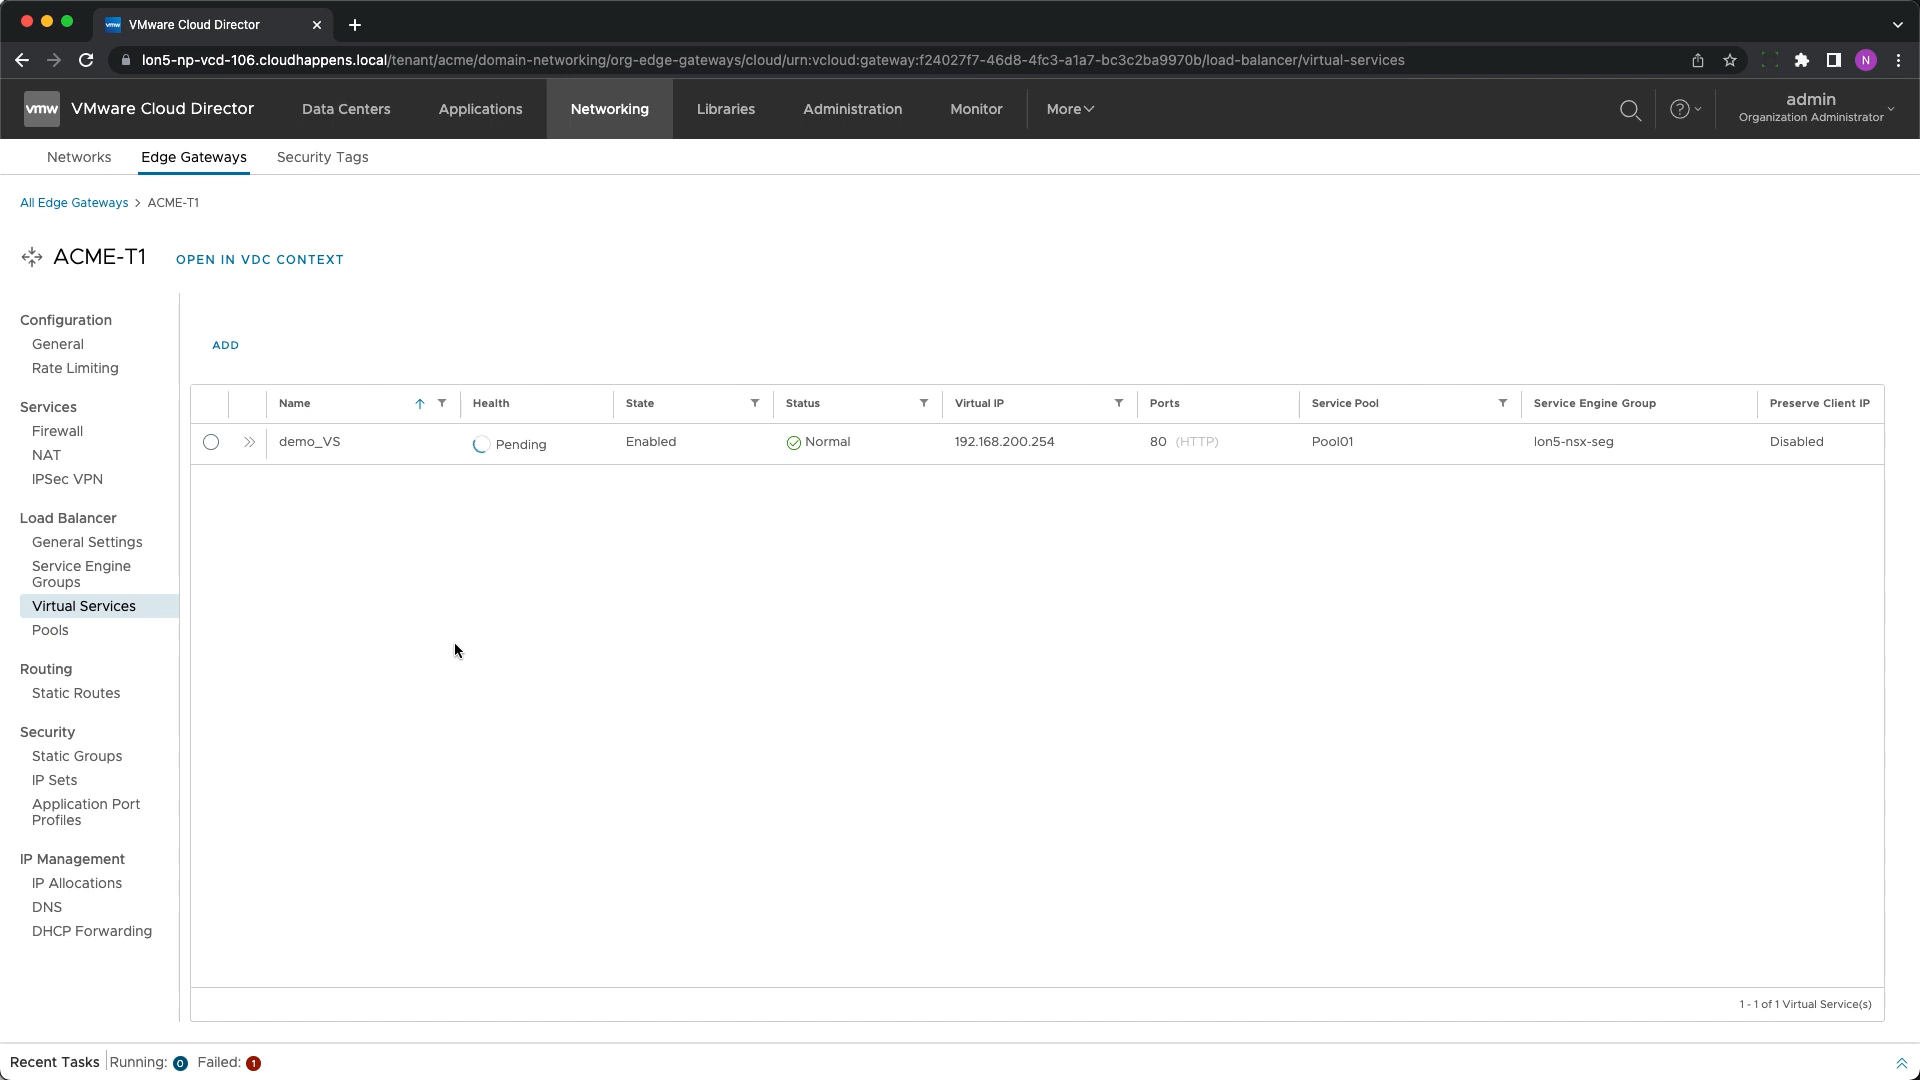 VMware Cloud Director
lon5-np-vcd-106.cloudhappens.local/tenant/acme/domain-networking/org-edge-gateways/cloud/urn:vcloud:gateway:f24027f7-46d8-4fc3-a1a7-bc3c2ba9970b/load-balancer/virtual-services
N
vmw VMware Cloud Director Data Centers Applications Networking Libraries Administration Monitor More
admin
Organization Administrator
Networks Edge Gateways Security Tags
All Edge Gateways > ACME-T1
ACME-T1 OPEN IN VDC CONTEXT
Configuration
General
Rate Limiting
Services
Firewall
NAT
IPSec VPN
Load Balancer
General Settings
Service Engine
Groups
Virtual Services
Pools
Routing
Static Routes
Security
Static Groups
IP Sets
Application Port
Profiles
IP Management
IP Allocations
DNS
DHCP Forwarding
ADD
Name Health State Status Virtual IP Ports Service Pool Service Engine Group Preserve Client IP
demo_VS Pending Enabled Normal 192.168.200.254 80 (HTTP) Pool01 lon5-nsx-seg Disabled
1 - 1 of 1 Virtual Service(s)
Recent Tasks Running: 0 Failed: 1